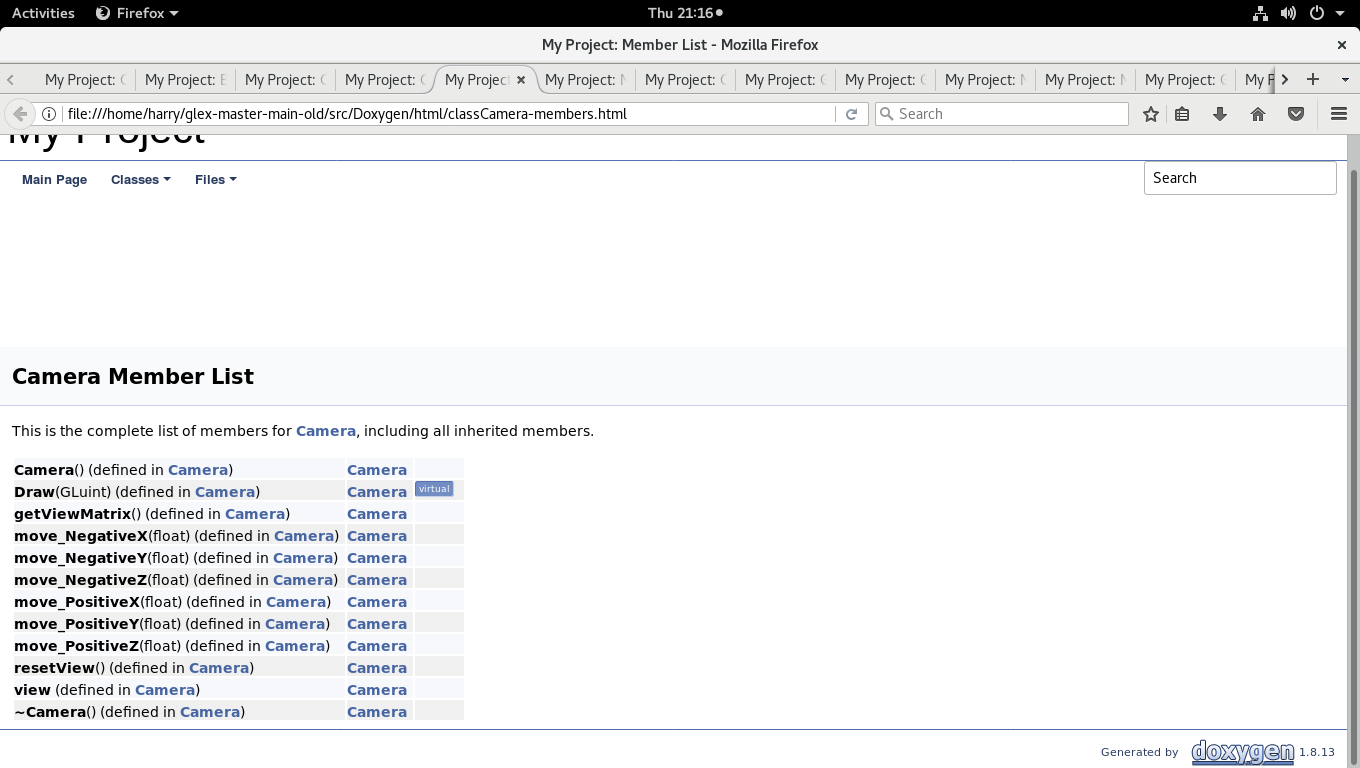 Activities Firefox Thu 21:16
My Project: Member List - Mozilla Firefox
My Project: My Project: My Project: My Project: My Project My Project: My Project: My Project: My Project: My Project: My Project: My Project: My
file:///home/harry/glex-master-main-old/src/Doxygen/html/classCamera-members.html Search
My Project
Main Page Classes Files Search
Camera Member List
This is the complete list of members for Camera, including all inherited members.
Camera() (defined in Camera) Camera
Draw(GLuint) (defined in Camera) Camera virtual
getViewMatrix() (defined in Camera) Camera
move_NegativeX(float) (defined in Camera) Camera
move_NegativeY(float) (defined in Camera) Camera
move_NegativeZ(float) (defined in Camera) Camera
move_PositiveX(float) (defined in Camera) Camera
move_PositiveY(float) (defined in Camera) Camera
move_PositiveZ(float) (defined in Camera) Camera
resetView() (defined in Camera) Camera
view (defined in Camera) Camera
~Camera() (defined in Camera) Camera
Generated by doxygen 1.8.13